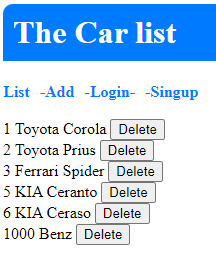 The Car list
List -Add -Login- -Singup
1 Toyota Corola Delete
2 Toyota Prius Delete
3 Ferrari Spider Delete
5 KIA Ceranto Delete
6 KIA Ceraso Delete
1000 Benz Delete